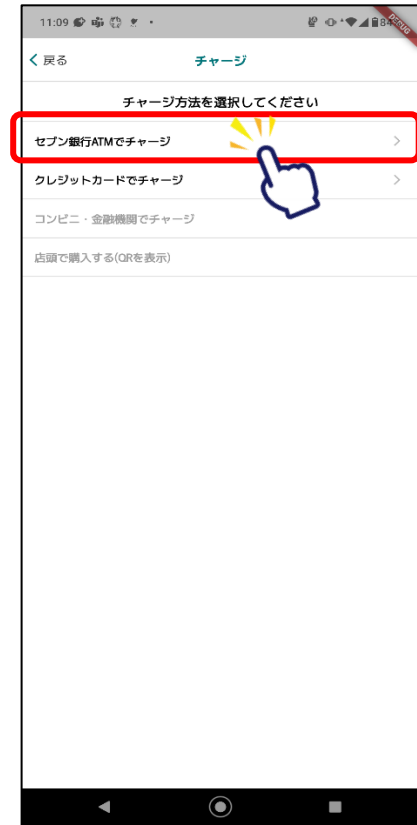 11:09
84
DEBUG
戻る
チャージ
チャージ方法を選択してください
セブン銀行ATMでチャージ
クレジットカードでチャージ
コンビニ・金融機関でチャージ
店頭で購入する(QRを表示)